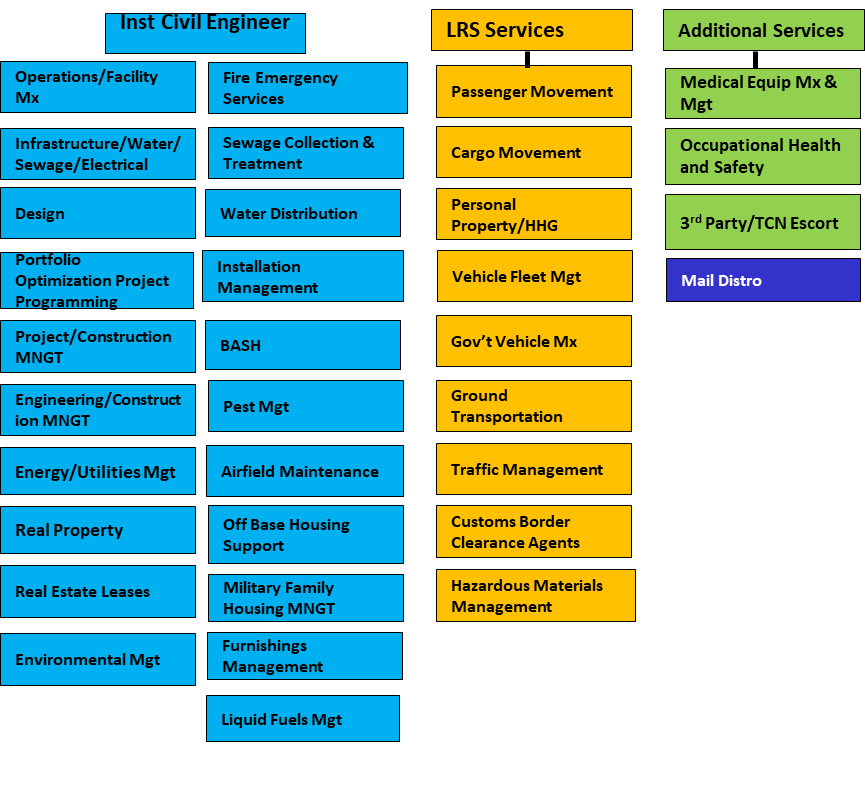 Inst Civil Engineer
Operations/Facility
Mx
Infrastructure/Water/
Sewage/Electrical
Design
Portfolio
Optimization Project
Programming
Project/Construction
MNGT
Engineering/Construct
ion MNGT
Energy/Utilities Mgt
Real Property
Real Estate Leases
Environmental Mgt
Fire Emergency
Services
Sewage Collection &
Treatment
Water Distribution
Installation
Management
BASH
Pest Mgt
Airfield Maintenance
Off Base Housing
Support
Military Family
Housing MNGT
Furnishings
Management
Liquid Fuels Mgt
LRS Services
Passenger Movement
Cargo Movement
Personal
Property/HHG
Vehicle Fleet Mgt
Gov’t Vehicle Mx
Ground
Transportation
Traffic Management
Customs Border
Clearance Agents
Hazardous Materials
Management
Additional Services
Medical Equip Mx &
Mgt
Occupational Health
and Safety
3rd Party/TCN Escort
Mail Distro